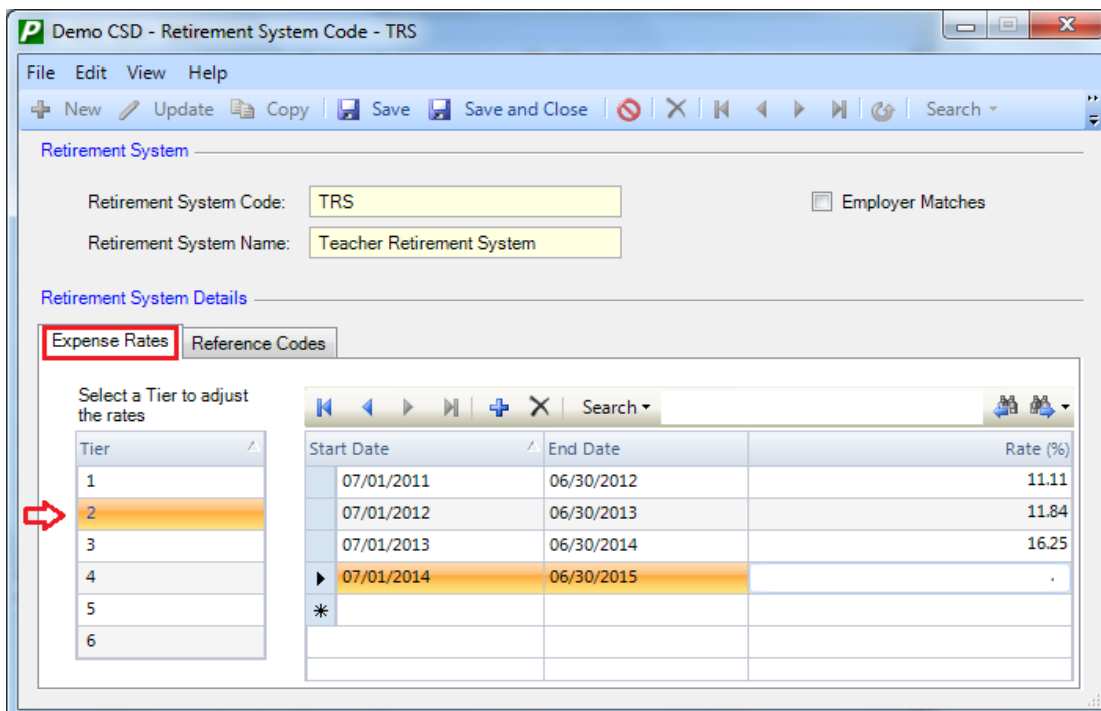 Demo CSD - Retirement System Code - TRS
File Edit View Help
New Update Copy Save Save and Close Search
Retirement System
Retirement System Code: TRS Employer Matches
Retirement System Name: Teacher Retirement System
Retirement System Details
Expense Rates Reference Codes
Select a Tier to adjust
the rates
Search
Tier Start Date End Date Rate (%)
1 07/01/2011 06/30/2012 11.11
2 07/01/2012 06/30/2013 11.84
3 07/01/2013 06/30/2014 16.25
4 07/01/2014 06/30/2015 .
5
6